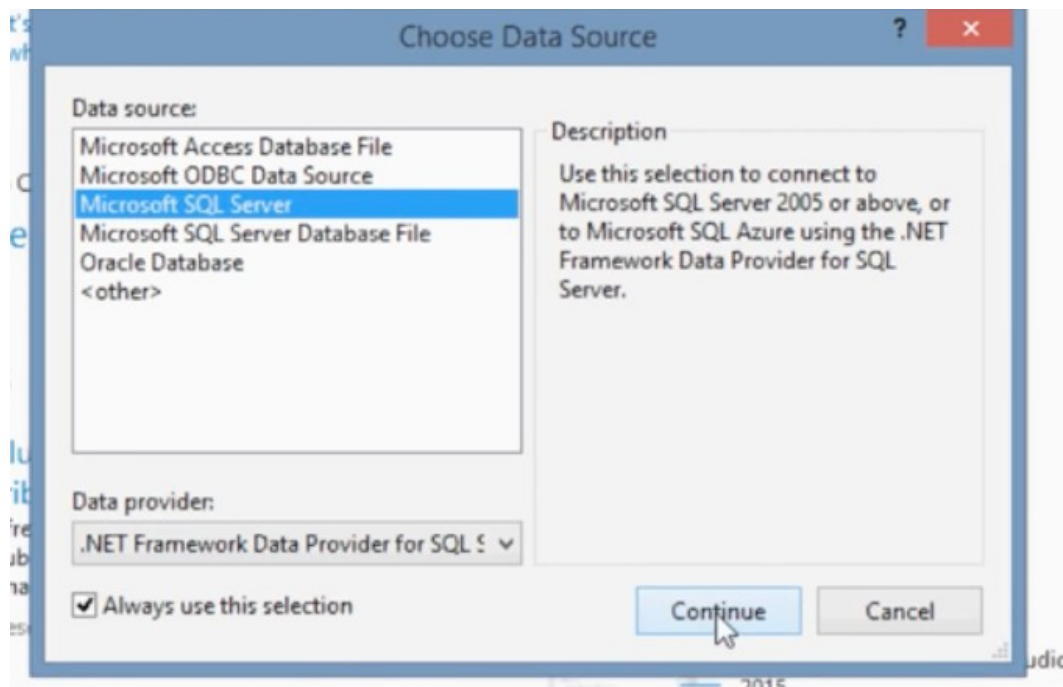 Choose Data Source
?
Data source:
Microsoft Access Database File
Microsoft ODBC Data Source
Microsoft SQL Server
Microsoft SQL Server Database File
Oracle Database
<other>
Description
Use this selection to connect to
Microsoft SQL Server 2005 or above, or
to Microsoft SQL Azure using the .NET
Framework Data Provider for SQL
Server.
Data provider:
.NET Framework Data Provider for SQL
Always use this selection
Continue
Cancel
2015